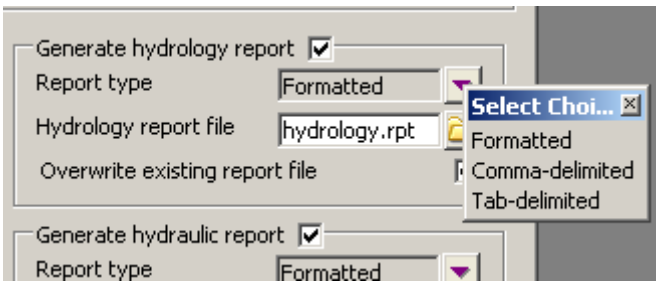 Generate hydrology report
Report type Formatted
Hydrology report file hydrology.rpt
Overwrite existing report file
Select Choi...
Formatted
Comma-delimited
Tab-delimited
Generate hydraulic report
Report type Formatted